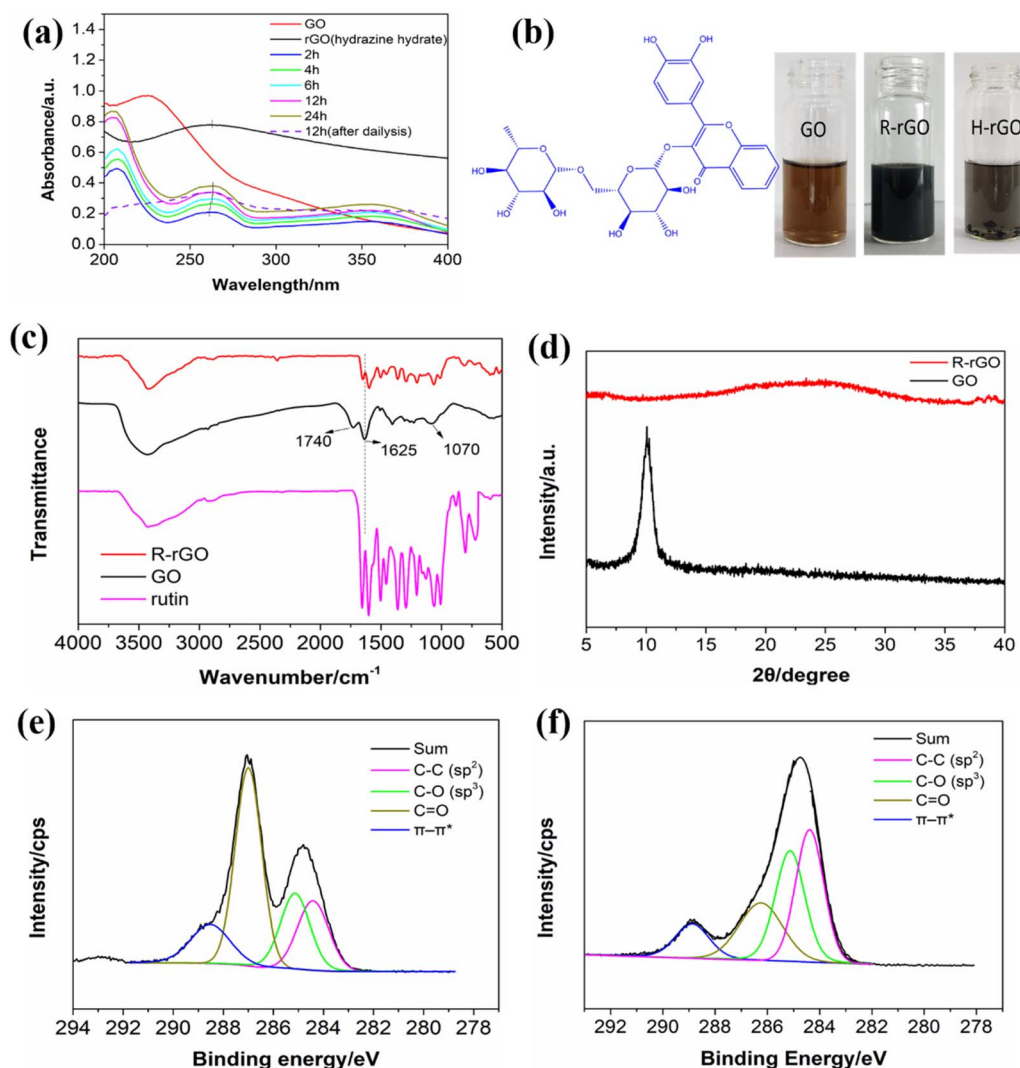 (a)
GO
rGO(hydrazine hydrate)
2h
4h
6h
12h
24h
12h(after dailysis)
Absorbance/a.u.
1.4
1.2
1.0
0.8
0.6
0.4
0.2
0.0
200 250 300 350 400
Wavelength/nm
(b)
OH
HO
O
O
O
O
O
O
O
HO
HO
OH
OH
HO
OH
OH
GO
R-rGO
H-rGO
(c)
1740
1625
1070
R-rGO
GO
rutin
Transmittance
4000 3500 3000 2500 2000 1500 1000 500
Wavenumber/cm-1
(d)
R-rGO
GO
Intensity/a.u.
5 10 15 20 25 30 35 40
2θ/degree
(e)
Sum
C-C (sp2)
C-O (sp3)
C=O
π–π*
Intensity/cps
294 292 290 288 286 284 282 280 278
Binding energy/eV
(f)
Sum
C-C (sp2)
C-O (sp3)
C=O
π–π*
Intensity/cps
292 290 288 286 284 282 280 278
Binding Energy/eV